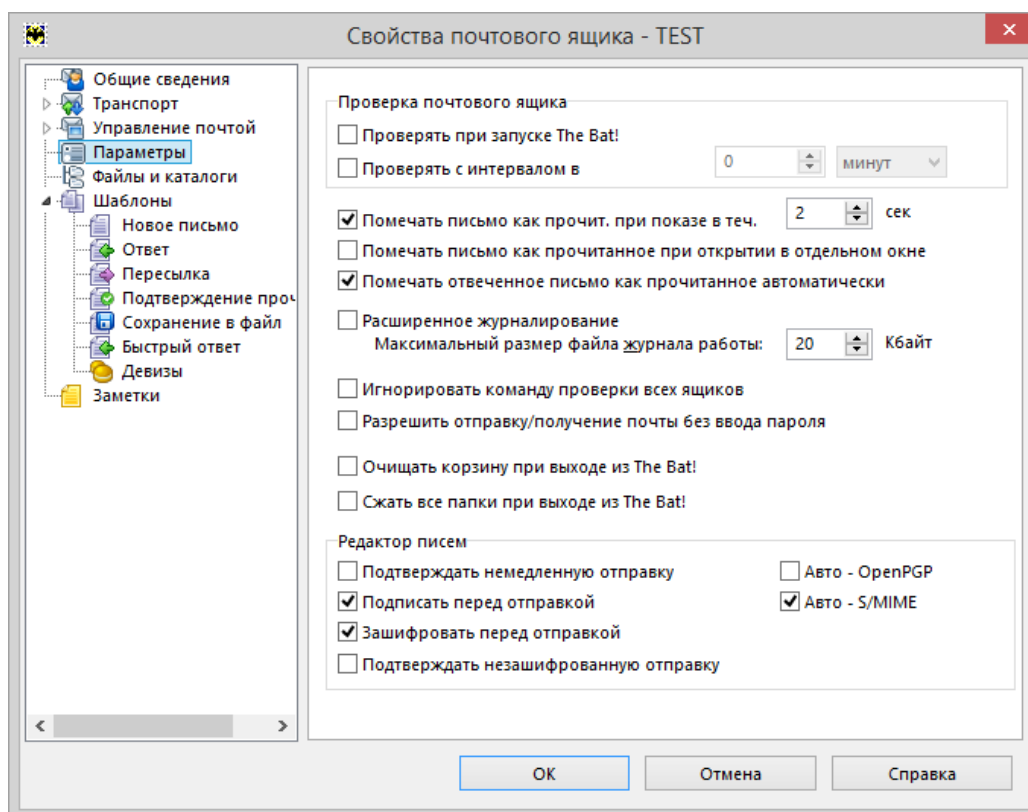 Свойства почтового ящика - TEST
Общие сведения
Транспорт
Управление почтой
Параметры
Файлы и каталоги
Шаблоны
Новое письмо
Ответ
Пересылка
Подтверждение проч
Сохранение в файл
Быстрый ответ
Девизы
Заметки
Проверка почтового ящика
Проверять при запуске The Bat!
Проверять с интервалом в 0 минут
Помечать письмо как прочит. при показе в теч. 2 сек
Помечать письмо как прочитанное при открытии в отдельном окне
Помечать отвеченное письмо как прочитанное автоматически
Расширенное журналирование
Максимальный размер файла журнала работы: 20 Кбайт
Игнорировать команду проверки всех ящиков
Разрешить отправку/получение почты без ввода пароля
Очищать корзину при выходе из The Bat!
Сжать все папки при выходе из The Bat!
Редактор писем
Подтверждать немедленную отправку Авто - OpenPGP
Подписать перед отправкой Авто - S/MIME
Зашифровать перед отправкой
Подтверждать незашифрованную отправку
OK Отмена Справка